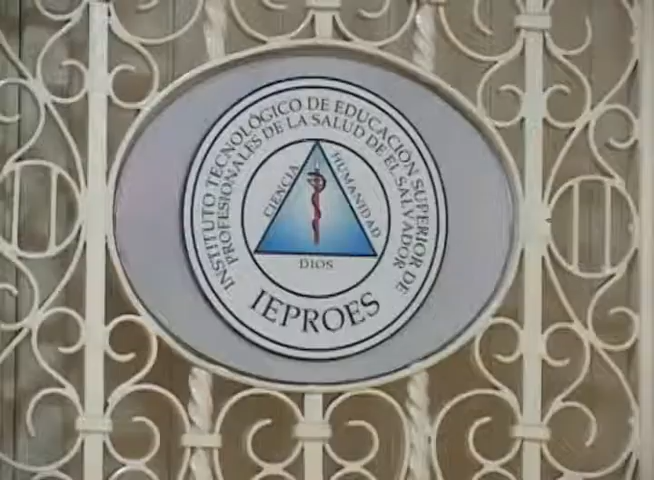 INSTITUTO TECNOLÓGICO DE EDUCACIÓN SUPERIOR DE
PROFESIONALES DE LA SALUD DE EL SALVADOR
CIENCIA
HUMANIDAD
DIOS
IEPROES